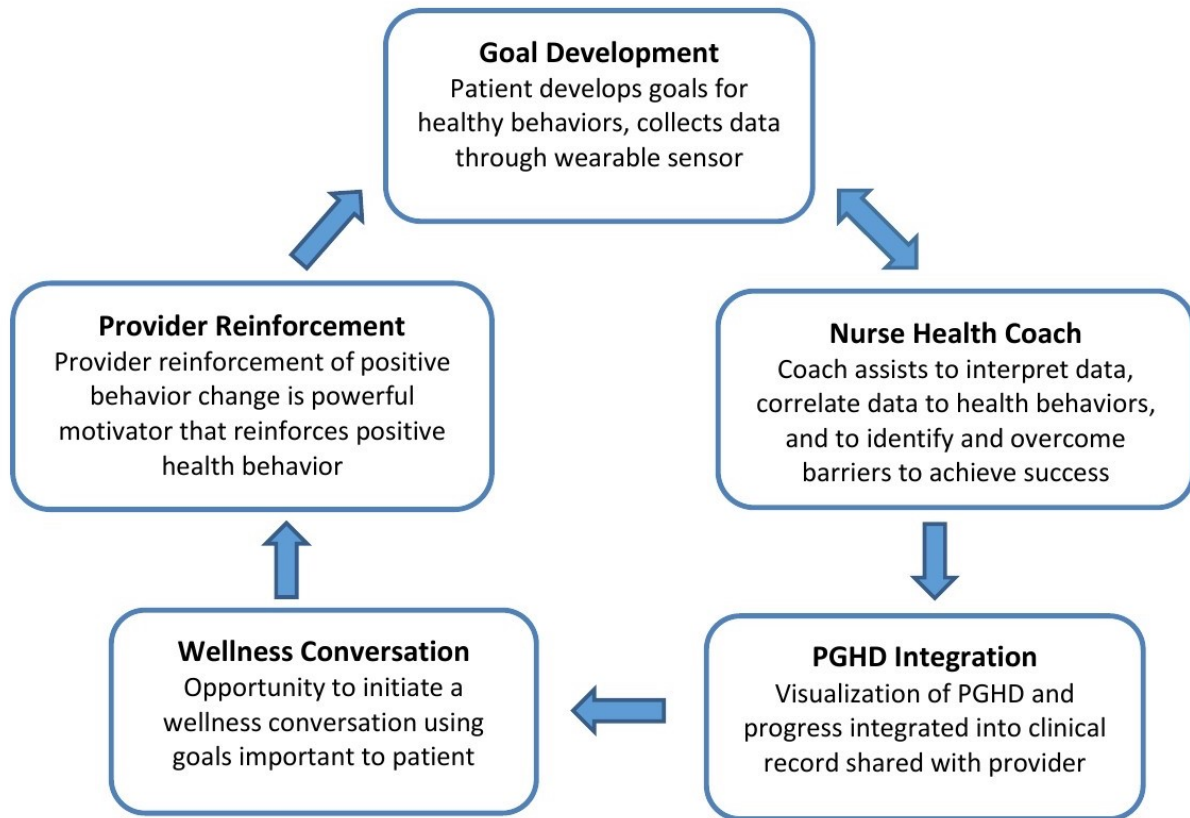 Goal Development
Patient develops goals for
healthy behaviors, collects data
through wearable sensor
Provider Reinforcement
Provider reinforcement of positive
behavior change is powerful
motivator that reinforces positive
health behavior
Nurse Health Coach
Coach assists to interpret data,
correlate data to health behaviors,
and to identify and overcome
barriers to achieve success
Wellness Conversation
Opportunity to initiate a
wellness conversation using
goals important to patient
PGHD Integration
Visualization of PGHD and
progress integrated into clinical
record shared with provider